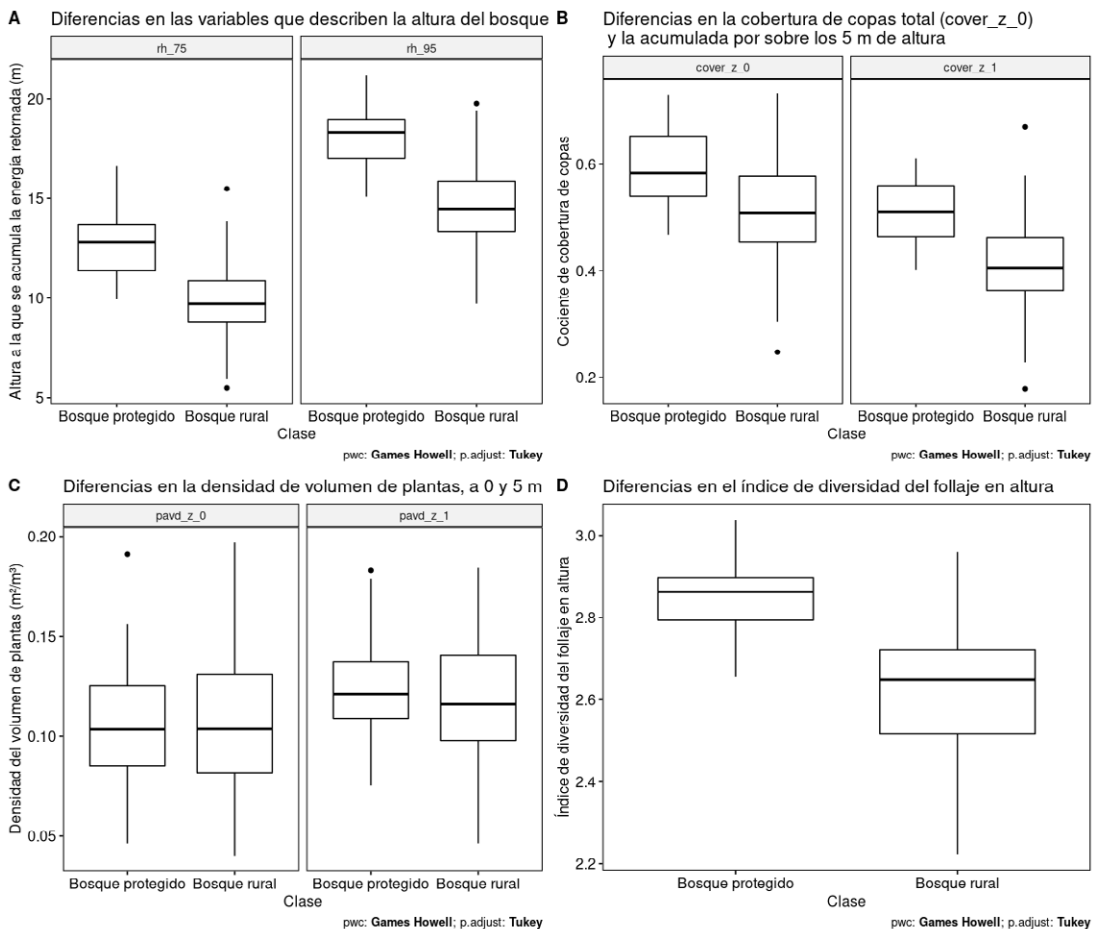 A Diferencias en las variables que describen la altura del bosque
rh_75
rh_95
Altura a la que se acumula la energía retornada (m)
20
15
10
5
Bosque protegido
Bosque rural
Bosque protegido
Bosque rural
Clase
pwc: Games Howell; p.adjust: Tukey
B Diferencias en la cobertura de copas total (cover_z_0)
y la acumulada por sobre los 5 m de altura
cover_z_0
cover_z_1
Cociente de cobertura de copas
0.6
0.4
0.2
Bosque protegido
Bosque rural
Bosque protegido
Bosque rural
Clase
pwc: Games Howell; p.adjust: Tukey
C Diferencias en la densidad de volumen de plantas, a 0 y 5 m
pavd_z_0
pavd_z_1
Densidad del volumen de plantas (m²/m³)
0.20
0.15
0.10
0.05
Bosque protegido
Bosque rural
Bosque protegido
Bosque rural
Clase
pwc: Games Howell; p.adjust: Tukey
D Diferencias en el índice de diversidad del follaje en altura
Índice de diversidad del follaje en altura
3.0
2.8
2.6
2.4
2.2
Bosque protegido
Bosque rural
Clase
pwc: Games Howell; p.adjust: Tukey